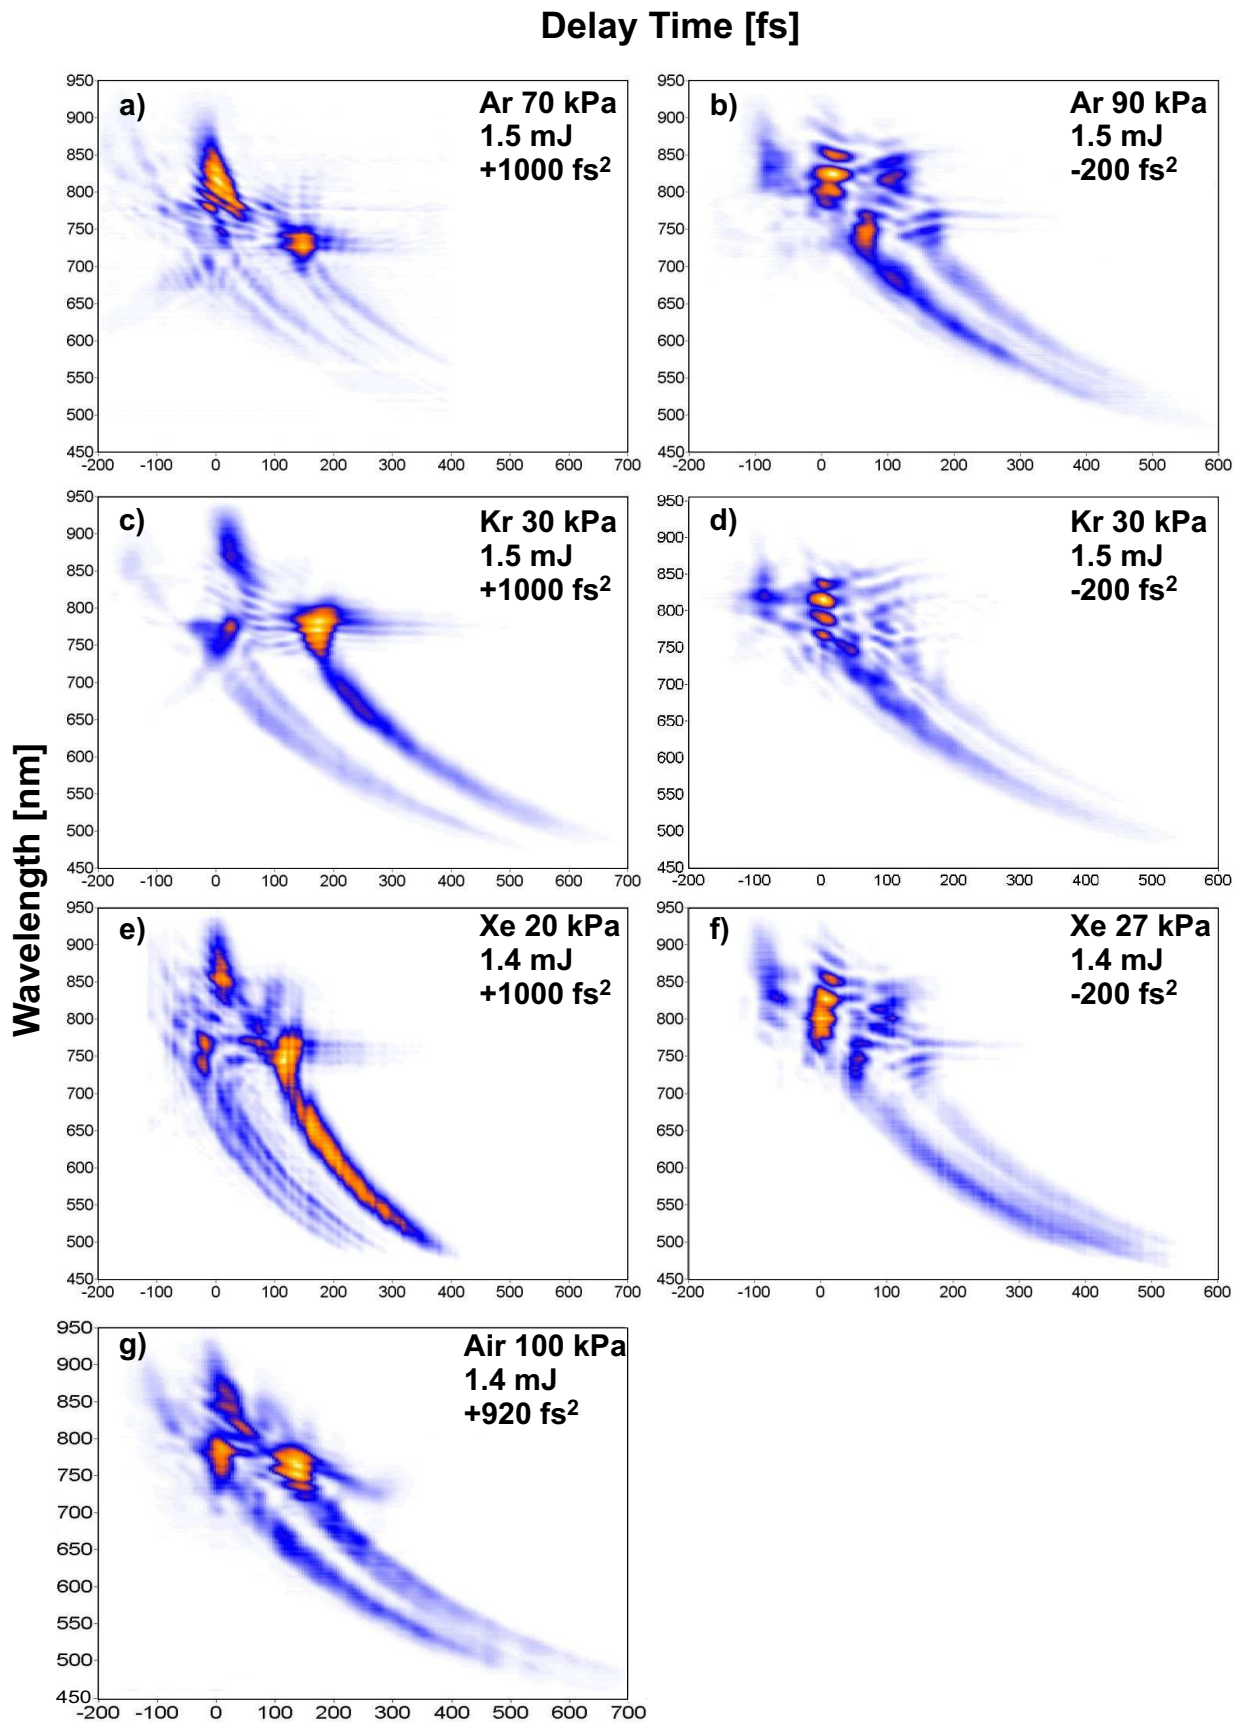 Delay Time [fs]
Wavelength [nm]
a)
Ar 70 kPa
1.5 mJ
+1000 fs²
950
900
850
800
750
700
650
600
550
500
450
-200 -100 0 100 200 300 400 500 600 700
b)
Ar 90 kPa
1.5 mJ
-200 fs²
950
900
850
800
750
700
650
600
550
500
450
-200 -100 0 100 200 300 400 500 600
c)
Kr 30 kPa
1.5 mJ
+1000 fs²
950
900
850
800
750
700
650
600
550
500
450
-200 -100 0 100 200 300 400 500 600 700
d)
Kr 30 kPa
1.5 mJ
-200 fs²
950
900
850
800
750
700
650
600
550
500
450
-200 -100 0 100 200 300 400 500 600
e)
Xe 20 kPa
1.4 mJ
+1000 fs²
950
900
850
800
750
700
650
600
550
500
450
-200 -100 0 100 200 300 400 500 600 700
f)
Xe 27 kPa
1.4 mJ
-200 fs²
950
900
850
800
750
700
650
600
550
500
450
-200 -100 0 100 200 300 400 500 600
g)
Air 100 kPa
1.4 mJ
+920 fs²
950
900
850
800
750
700
650
600
550
500
450
-200 -100 0 100 200 300 400 500 600 700